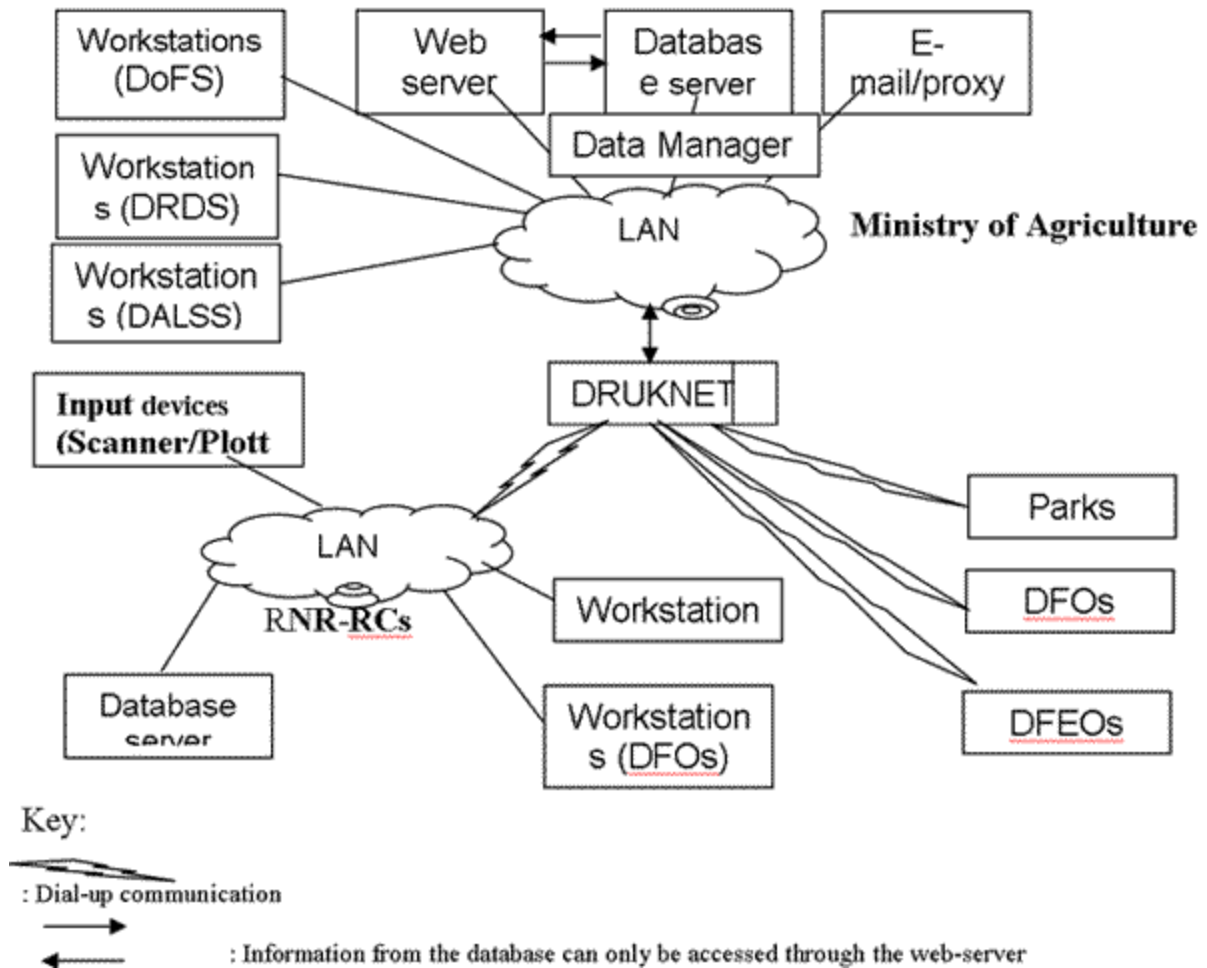 Workstations
(DoFS)
Web
server
Databas
e server
E-
mail/proxy
Data Manager
Workstation
s (DRDS)
LAN
Ministry of Agriculture
Workstation
s (DALSS)
DRUKNET
Input devices
(Scanner/Plott
Parks
LAN
RNR-RCs
Workstation
DFOs
Database
server
Workstation
s (DFOs)
DFEOs
Key:
: Dial-up communication
: Information from the database can only be accessed through the web-server